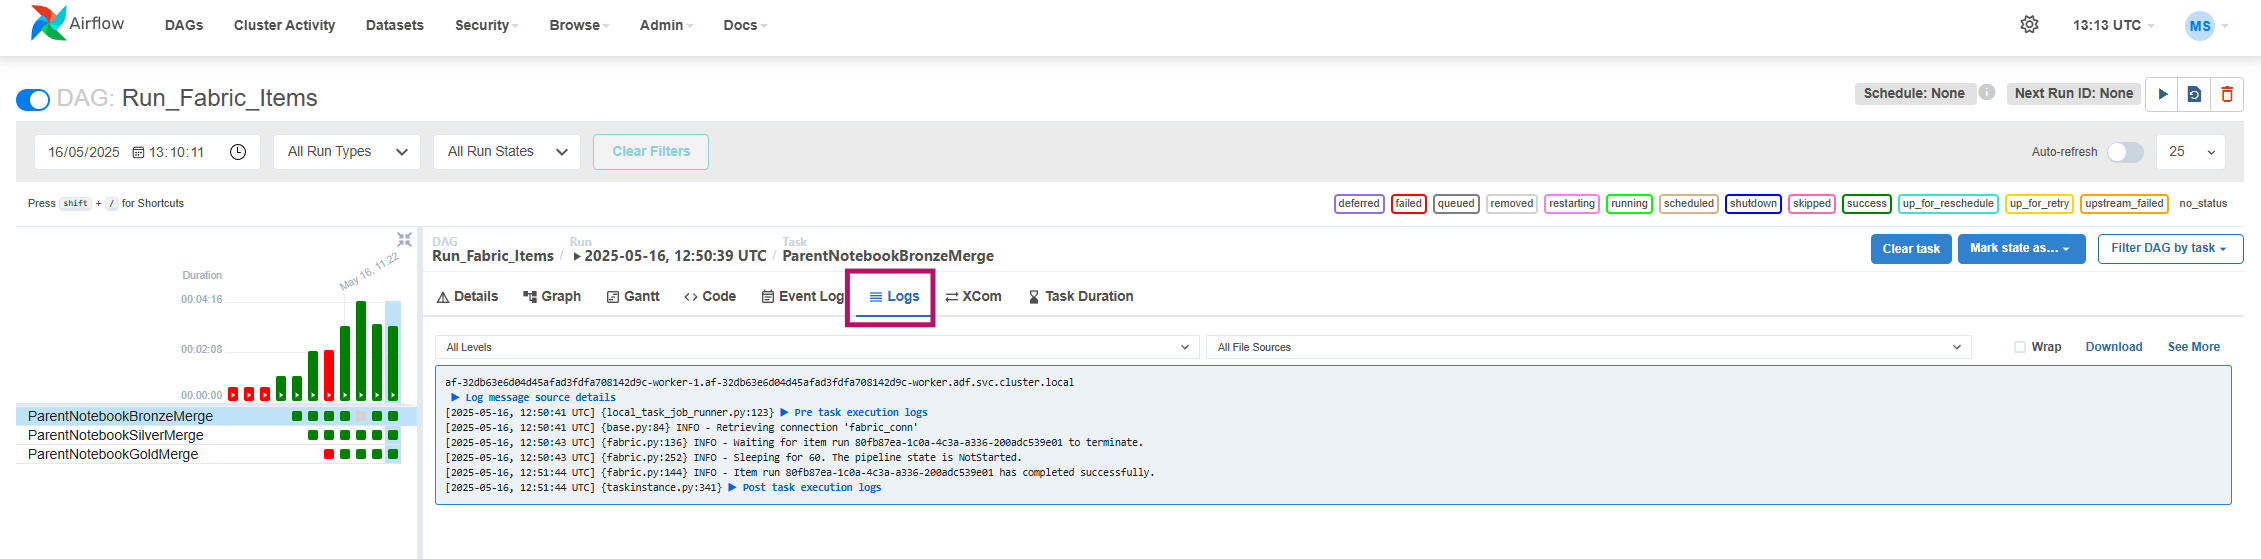 Airflow DAGs Cluster Activity Datasets Security Browse Admin Docs 13:13 UTC MS
DAG: Run_Fabric_Items Schedule: None Next Run ID: None
16/05/2025 13:10:11 All Run Types All Run States Clear Filters Auto-refresh 25
Press shift + / for Shortcuts deferred failed queued removed restarting running scheduled shutdown skipped success up_for_reschedule up_for_retry upstream_failed no_status
DAG Run Task
Run_Fabric_Items / 2025-05-16, 12:50:39 UTC / ParentNotebookBronzeMerge Clear task Mark state as... Filter DAG by task
May 16, 11:22
Duration
00:04:16
00:02:08
00:00:00
ParentNotebookBronzeMerge
ParentNotebookSilverMerge
ParentNotebookGoldMerge
Details Graph Gantt <> Code Event Log Logs XCom Task Duration
All Levels All File Sources Wrap Download See More
af-32db63e6d04d45afad3fdfa708142d9c-worker-1.af-32db63e6d04d45afad3fdfa708142d9c-worker.adf.svc.cluster.local
▶ Log message source details
[2025-05-16, 12:50:41 UTC] {local_task_job_runner.py:123} ▶ Pre task execution logs
[2025-05-16, 12:50:41 UTC] {base.py:84} INFO - Retrieving connection 'fabric_conn'
[2025-05-16, 12:50:43 UTC] {fabric.py:136} INFO - Waiting for item run 80fb87ea-1c0a-4c3a-a336-200adc539e01 to terminate.
[2025-05-16, 12:50:43 UTC] {fabric.py:252} INFO - Sleeping for 60. The pipeline state is NotStarted.
[2025-05-16, 12:51:44 UTC] {fabric.py:144} INFO - Item run 80fb87ea-1c0a-4c3a-a336-200adc539e01 has completed successfully.
[2025-05-16, 12:51:44 UTC] {taskinstance.py:341} ▶ Post task execution logs